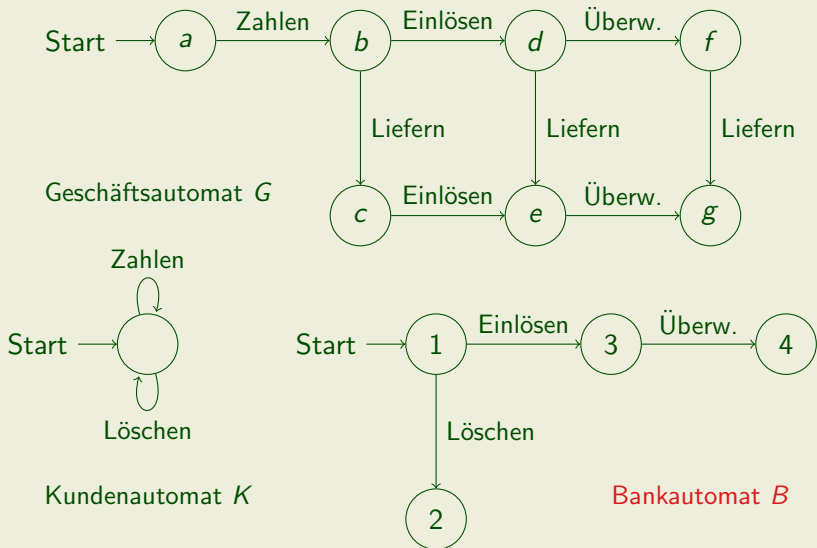 Start a Zahlen b Einlösen d Überw. f
Liefern Liefern Liefern
Geschäftsautomat G
c Einlösen e Überw. g
Zahlen
Start
Löschen
Kundenautomat K
Start 1 Einlösen 3 Überw. 4
Löschen
2
Bankautomat B